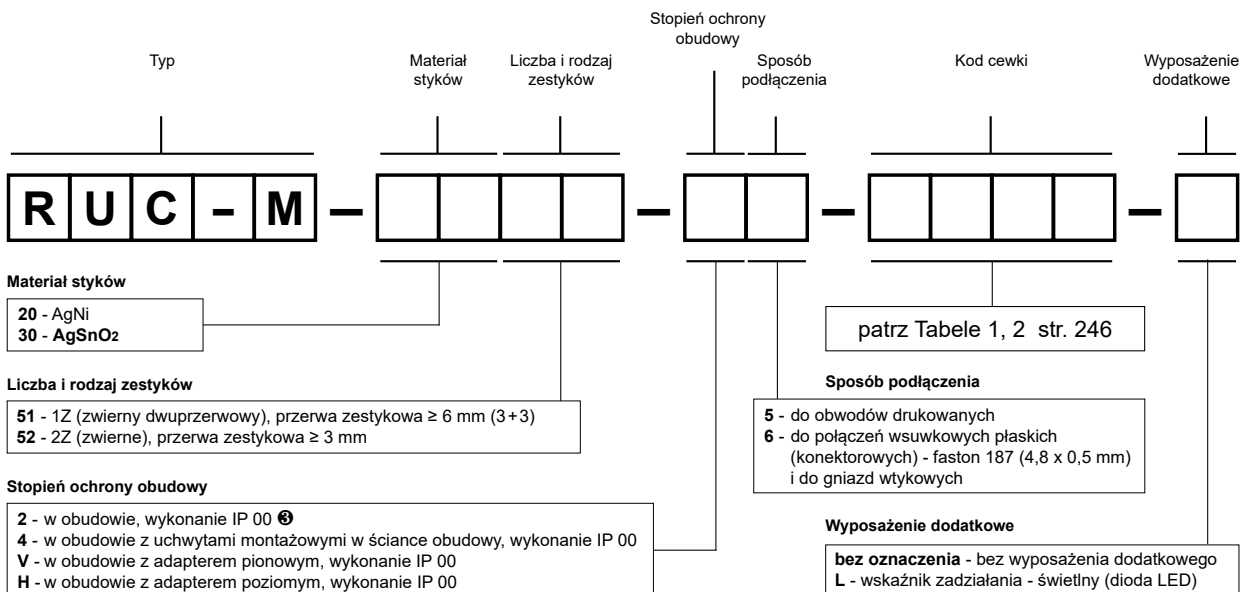 Stopień ochrony
obudowy
Typ
Materiał
styków
Liczba i rodzaj
zestyków
Sposób
podłączenia
Kod cewki
Wyposażenie
dodatkowe
RUC-M – – – –
Materiał styków
20 - AgNi
30 - AgSnO2
patrz Tabele 1, 2 str. 246
Liczba i rodzaj zestyków
51 - 1Z (zwierny dwuprzerwowy), przerwa zestykowa ≥ 6 mm (3+3)
52 - 2Z (zwierne), przerwa zestykowa ≥ 3 mm
Sposób podłączenia
5 - do obwodów drukowanych
6 - do połączeń wsuwkowych płaskich
(konektorowych) - faston 187 (4,8 x 0,5 mm)
i do gniazd wtykowych
Stopień ochrony obudowy
2 - w obudowie, wykonanie IP 00 ❸
4 - w obudowie z uchwytami montażowymi w ściance obudowy, wykonanie IP 00
V - w obudowie z adapterem pionowym, wykonanie IP 00
H - w obudowie z adapterem poziomym, wykonanie IP 00
Wyposażenie dodatkowe
bez oznaczenia - bez wyposażenia dodatkowego
L - wskaźnik zadziałania - świetlny (dioda LED)